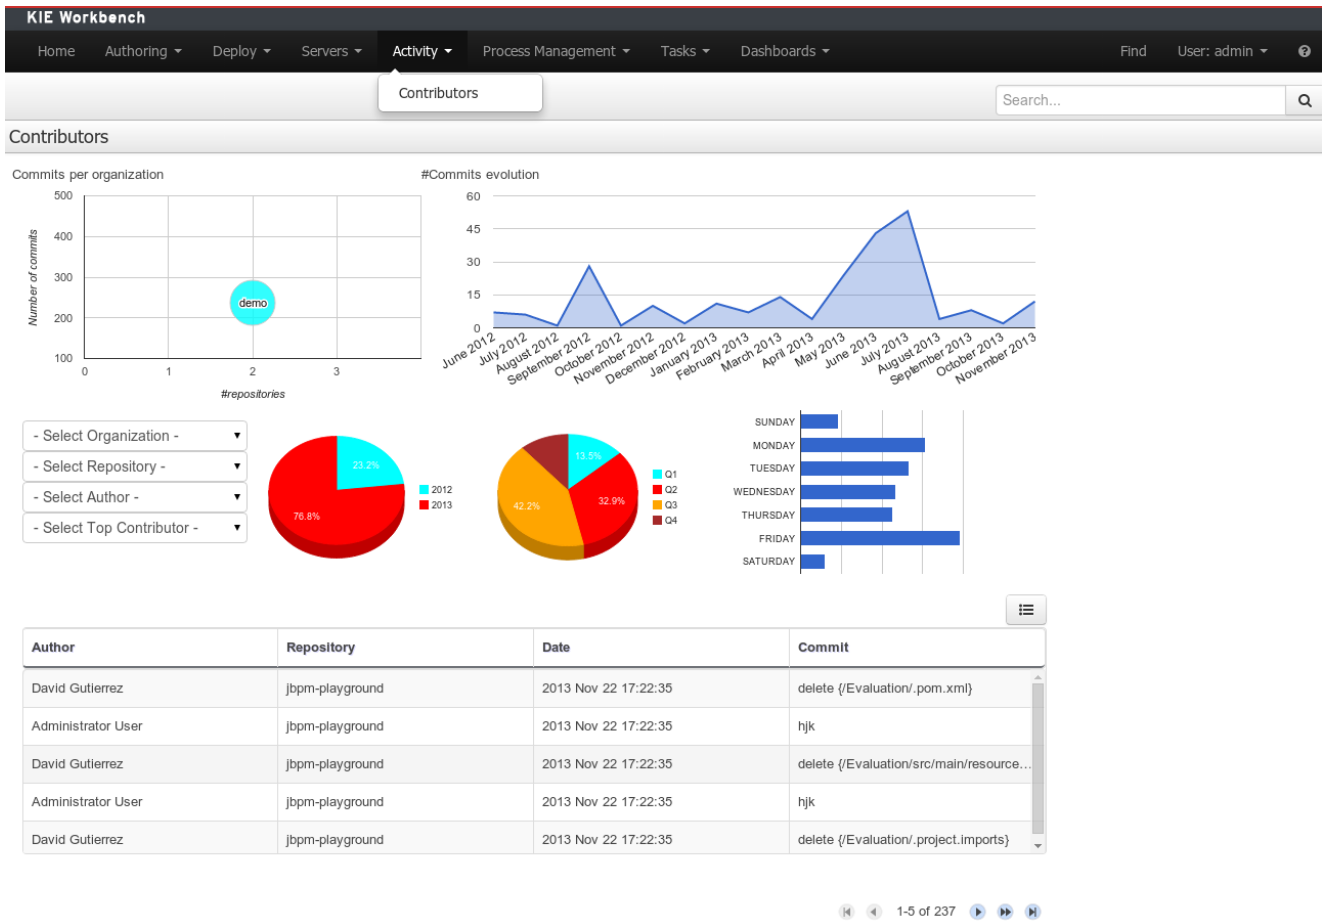 KIE Workbench
Home Authoring Deploy Servers Activity Process Management Tasks Dashboards Find User: admin
Contributors
Search...
Contributors
Commits per organization
500
400
300
200
100
Number of commits
demo
0 1 2 3
#repositories
#Commits evolution
60
45
30
15
0
June 2012
July 2012
August 2012
September 2012
October 2012
November 2012
December 2012
January 2013
February 2013
March 2013
April 2013
May 2013
June 2013
July 2013
August 2013
September 2013
October 2013
November 2013
- Select Organization -
- Select Repository -
- Select Author -
- Select Top Contributor -
23.2%
76.8%
2012
2013
13.5%
32.9%
42.2%
Q1
Q2
Q3
Q4
SUNDAY
MONDAY
TUESDAY
WEDNESDAY
THURSDAY
FRIDAY
SATURDAY
Author Repository Date Commit
David Gutierrez jbpm-playground 2013 Nov 22 17:22:35 delete {/Evaluation/.pom.xml}
Administrator User jbpm-playground 2013 Nov 22 17:22:35 hjk
David Gutierrez jbpm-playground 2013 Nov 22 17:22:35 delete {/Evaluation/src/main/resource...
Administrator User jbpm-playground 2013 Nov 22 17:22:35 hjk
David Gutierrez jbpm-playground 2013 Nov 22 17:22:35 delete {/Evaluation/.project.imports}
1-5 of 237